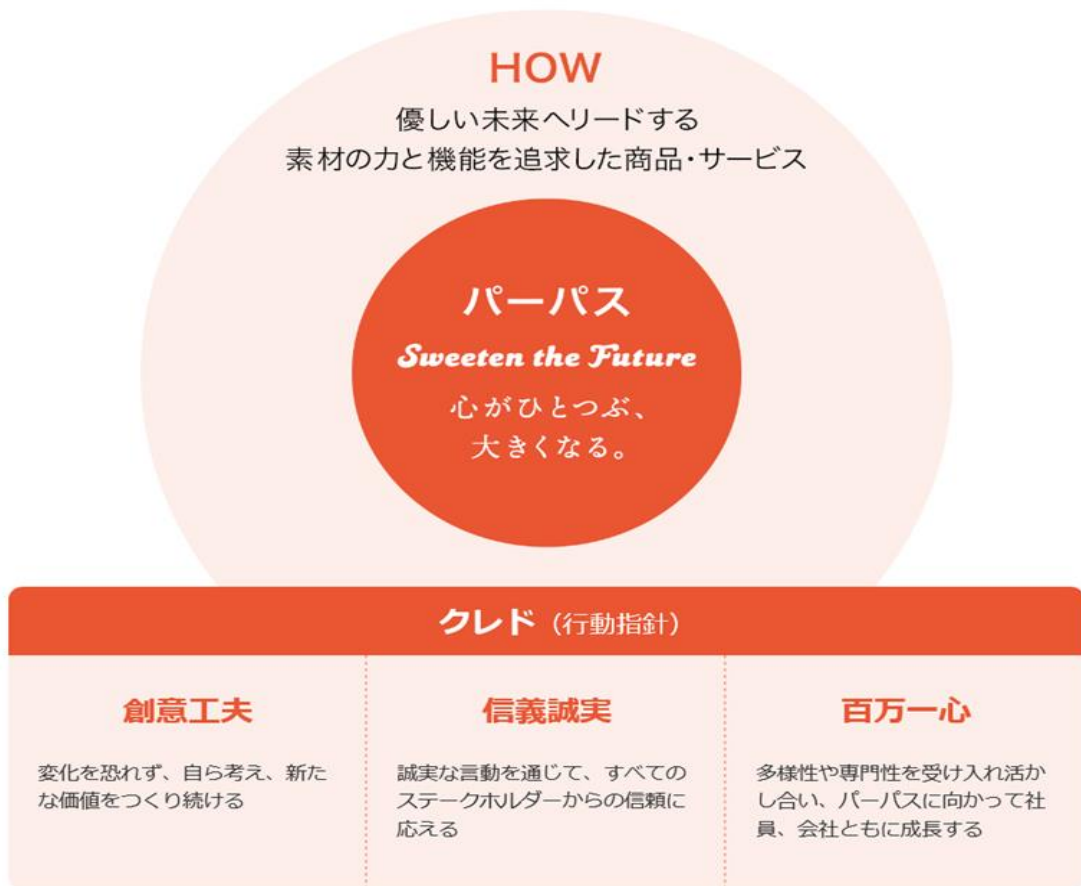 HOW
優しい未来へリードする
素材の力と機能を追求した商品・サービス
パーパス
Sweeten the Future
心がひとつぶ、
大きくなる。
クレド（行動指針）
創意工夫
変化を恐れず、自ら考え、新た
な価値をつくり続ける
信義誠実
誠実な言動を通じて、すべての
ステークホルダーからの信頼に
応える
百万一心
多様性や専門性を受け入れ活か
し合い、パーパスに向かって社
員、会社ともに成長する